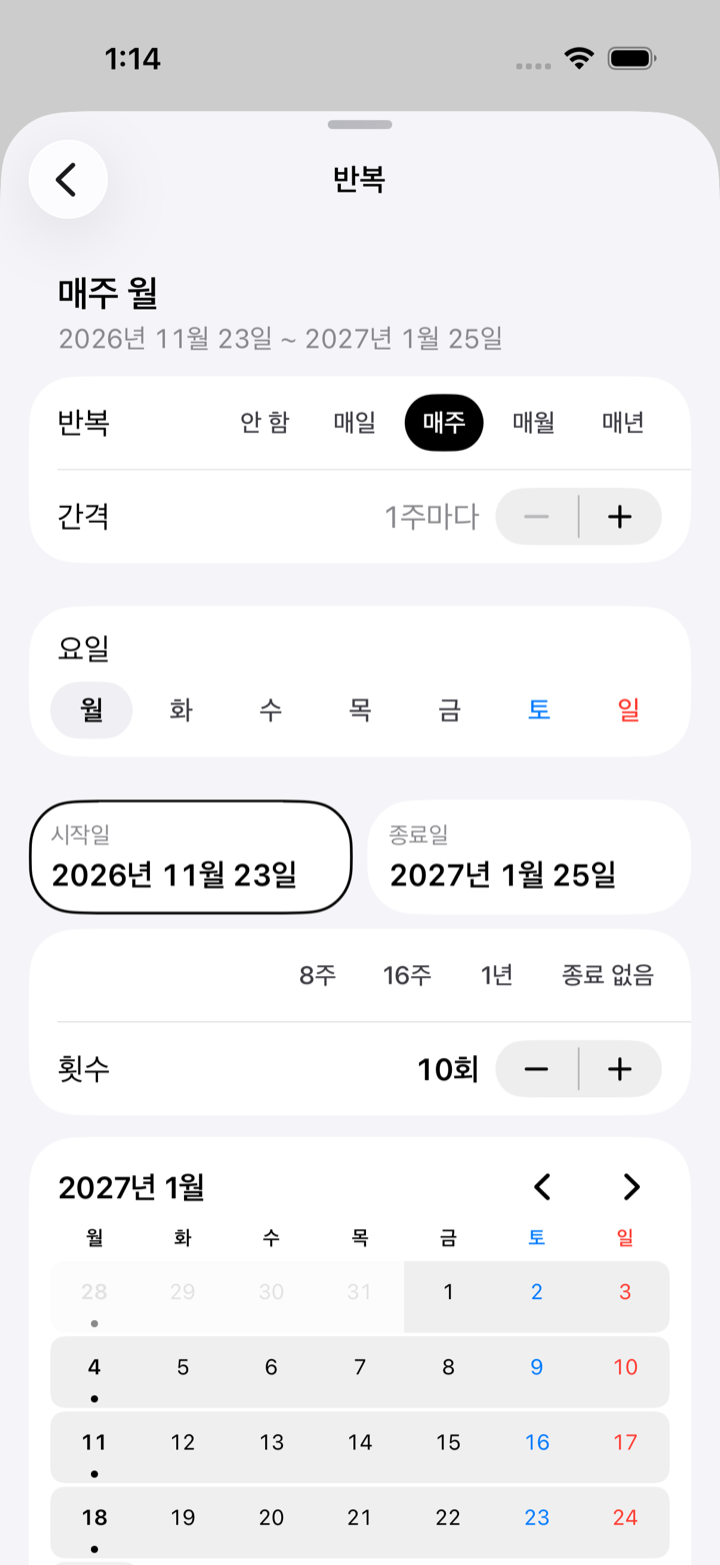 1:14
반복
매주 월
2026년 11월 23일 ~ 2027년 1월 25일
반복 안 함 매일 매주 매월 매년
간격 1주마다
요일
월 화 수 목 금 토 일
시작일 종료일
2026년 11월 23일 2027년 1월 25일
8주 16주 1년 종료 없음
횟수 10회
2027년 1월
월 화 수 목 금 토 일
28 29 30 31 1 2 3
4 5 6 7 8 9 10
11 12 13 14 15 16 17
18 19 20 21 22 23 24